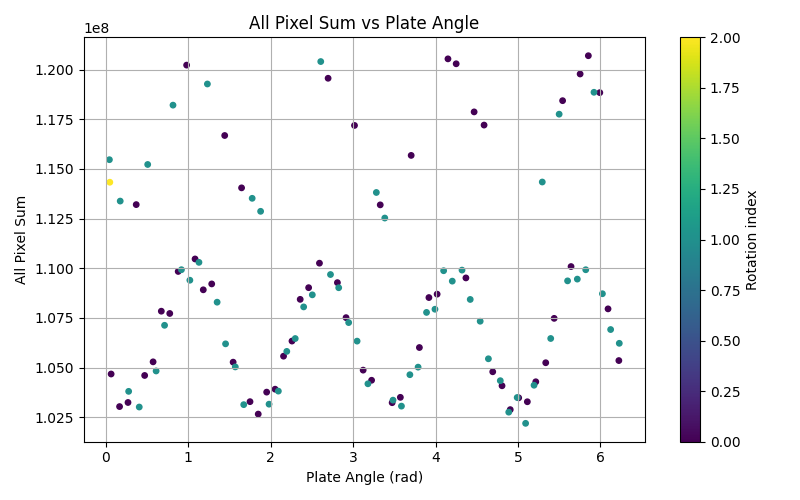 All Pixel Sum vs Plate Angle
1e8
1.200
1.175
1.150
1.125
1.100
1.075
1.050
1.025
All Pixel Sum
0 1 2 3 4 5 6
Plate Angle (rad)
2.00
1.75
1.50
1.25
1.00
0.75
0.50
0.25
0.00
Rotation index